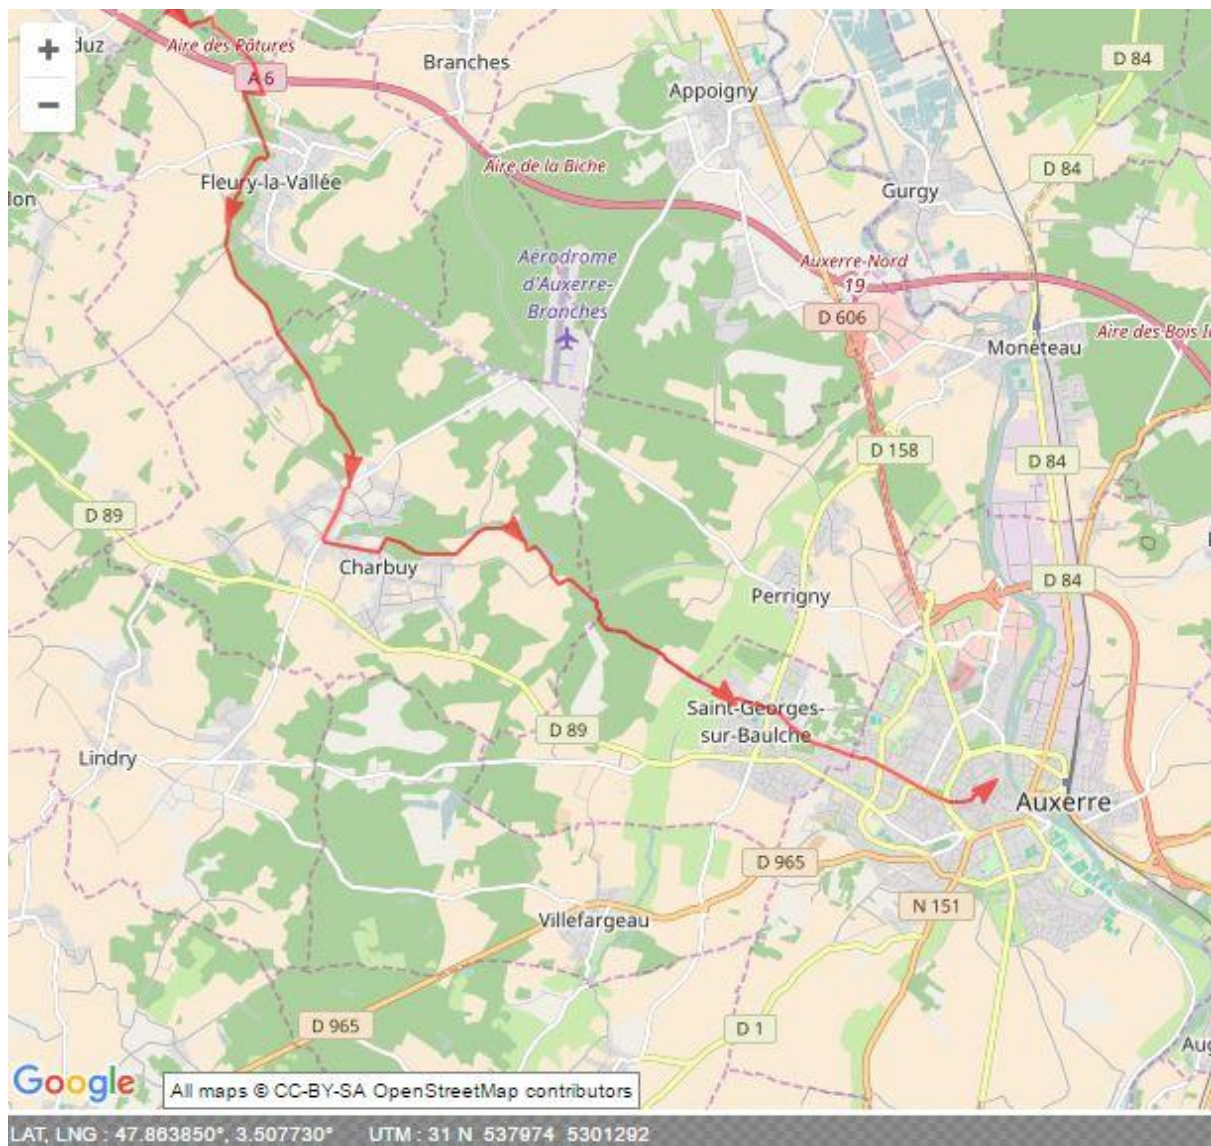 +
duz
Aire des Pâtures
Branches
D 84
A 6
−
Appoigny
Aire de la Biche
D 84
Fleury-la-Vallée
Gurgy
lon
Aérodrome
d'Auxerre-
Branches
Auxerre-Nord
19
D 606
Aire des Bois
Monéteau
D 158
D 84
D 89
Charbuy
D 84
Perrigny
Saint-Georges-
sur-Baulche
D 89
Lindry
Auxerre
D 965
N 151
Villefargeau
D 965
D 1
Aug
Google
All maps © CC-BY-SA OpenStreetMap contributors
LAT, LNG : 47.863850°, 3.507730° UTM : 31 N 537974 5301292